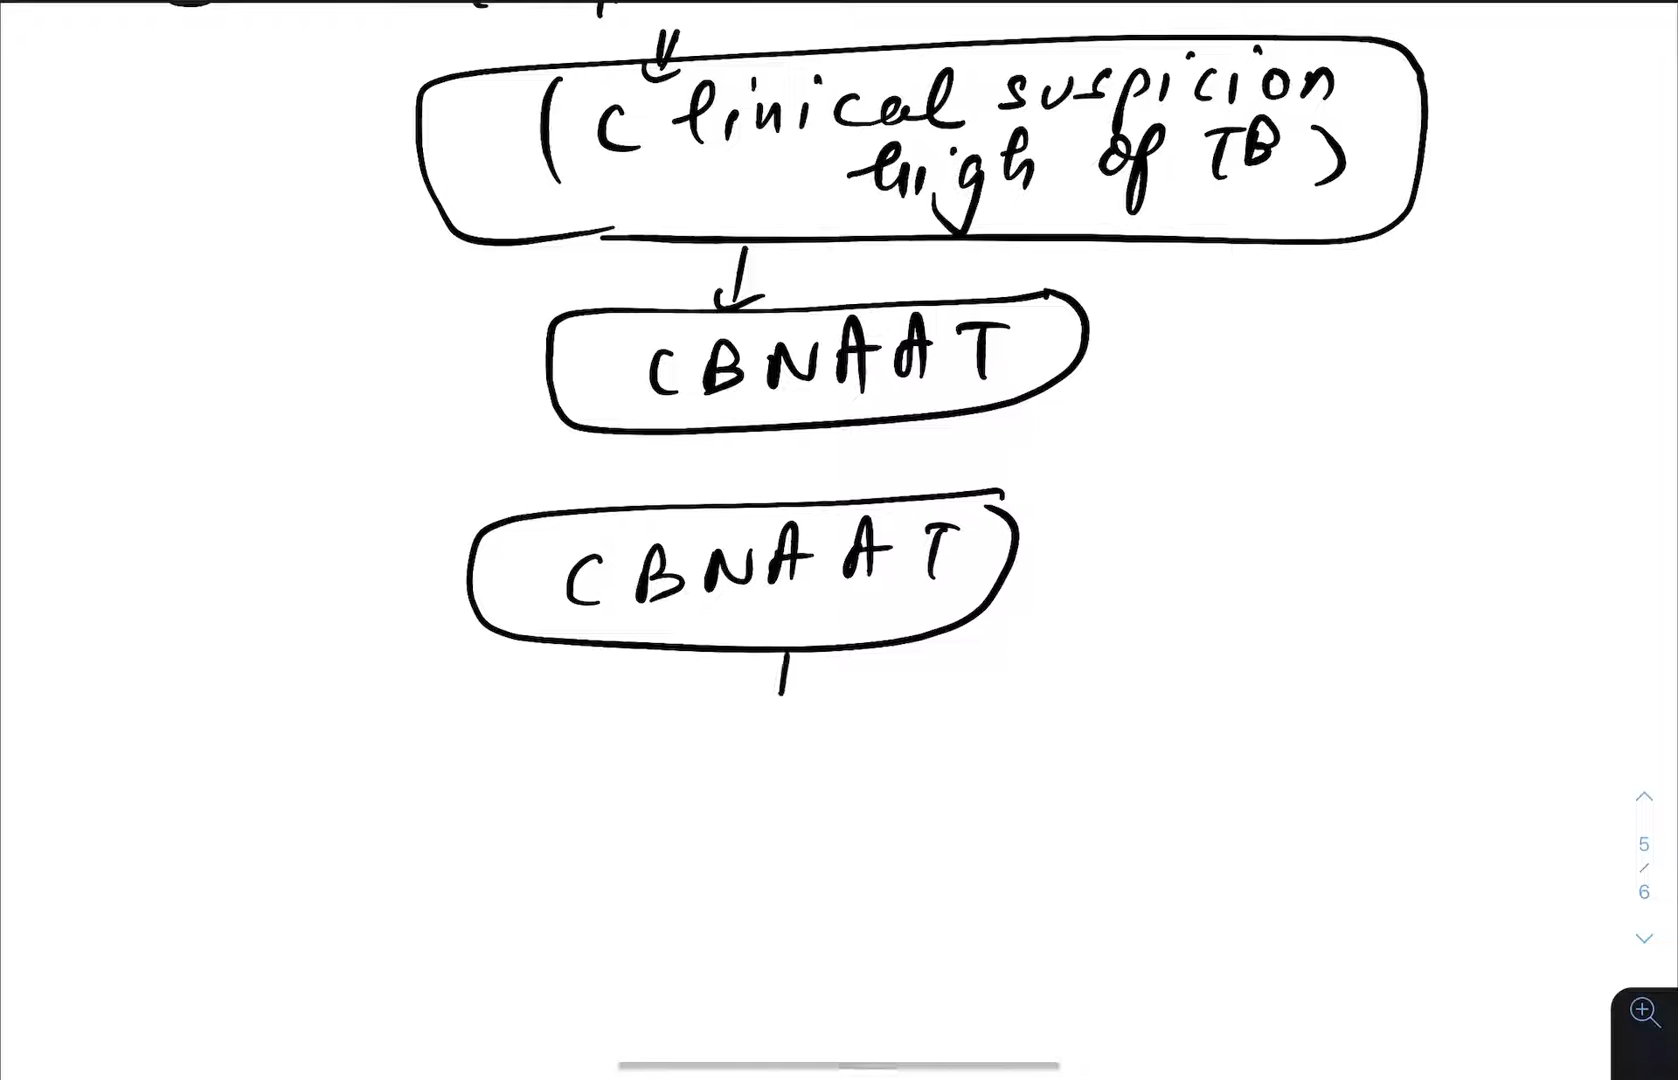 (Clinical suspicion
high of TB)
CBNAAT
CBNAAT
5
/
6